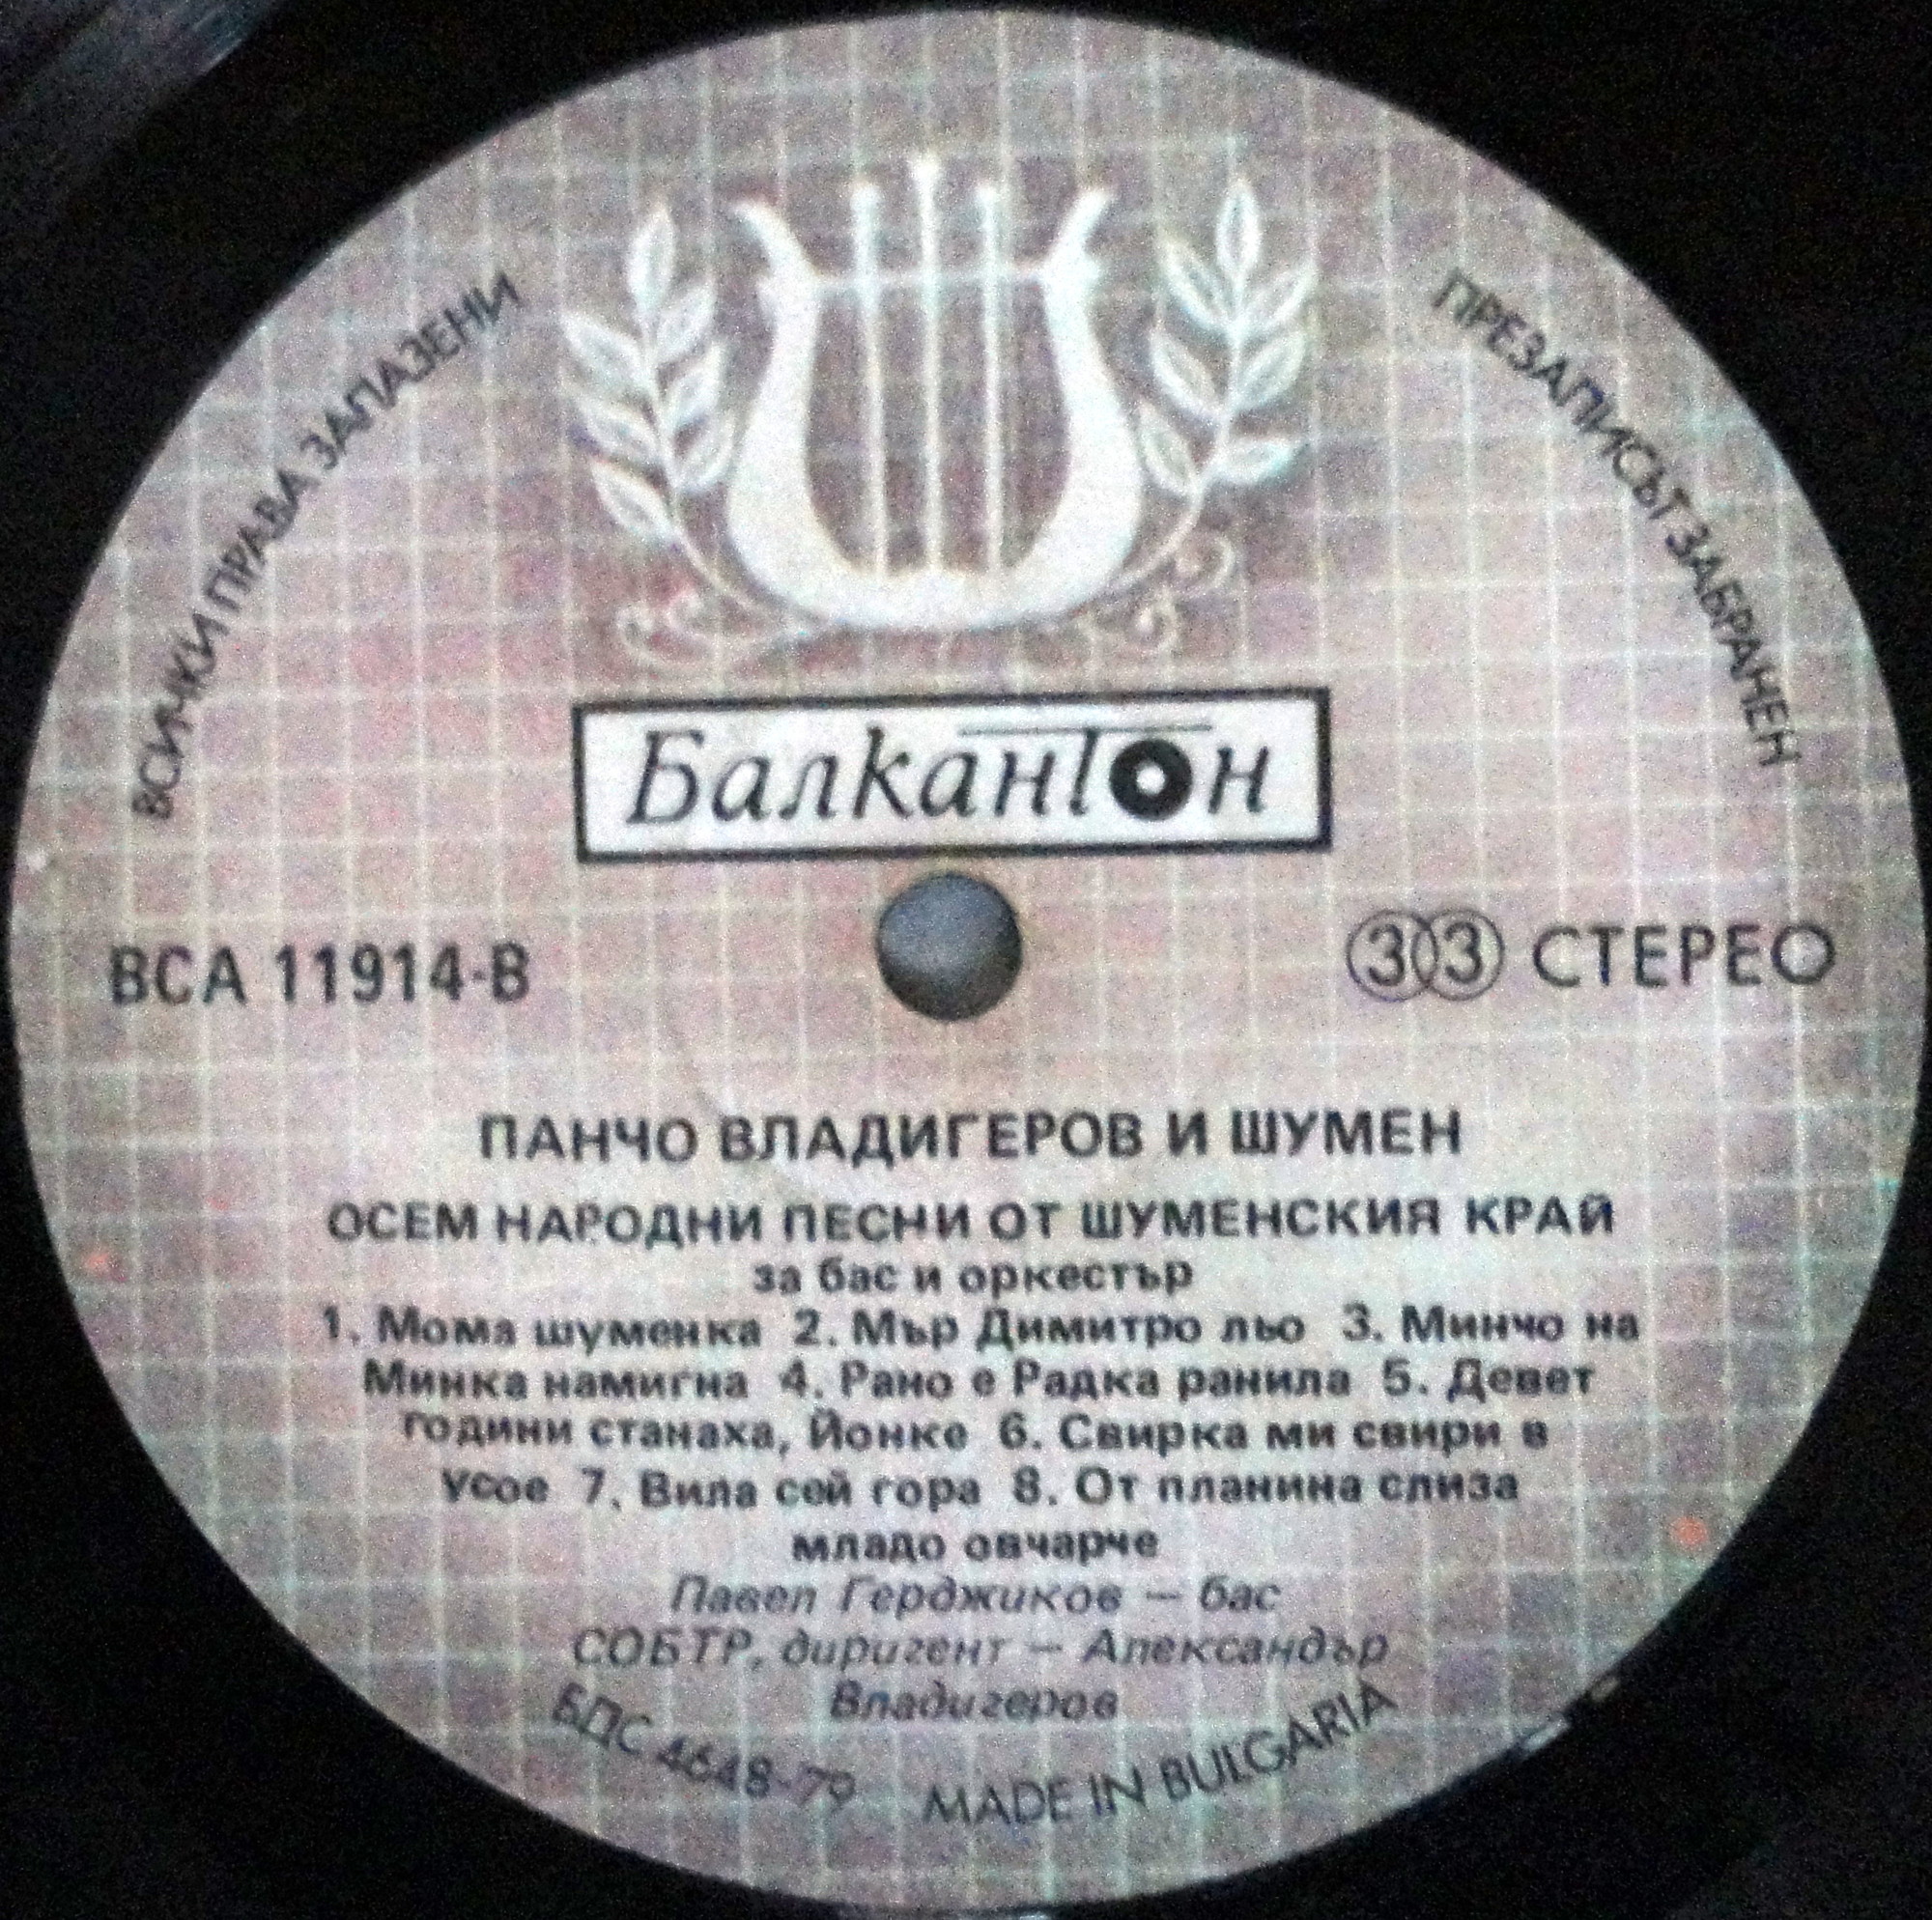 ВСИЧКИ ПРАВА ЗАПАЗЕНИ
ПРЕЗАПИСЪТ ЗАБРАНЕН
Балкантон
ВСА 11914-В
33 СТЕРЕО
ПАНЧО ВЛАДИГЕРОВ И ШУМЕН
ОСЕМ НАРОДНИ ПЕСНИ ОТ ШУМЕНСКИЯ КРАЙ
за бас и оркестър
1. Мома шуменка 2. Мър Димитро льо 3. Минчо на
Минка намигна 4. Рано е Радка ранила 5. Девет
години станаха, Йонке 6. Свирка ми свири в
усое 7. Вила сей гора 8. От планина слиза
младо овчарче
Павел Герджиков — бас
СОБТР, диригент — Александър
Владигеров
БДС 4648-79 MADE IN BULGARIA